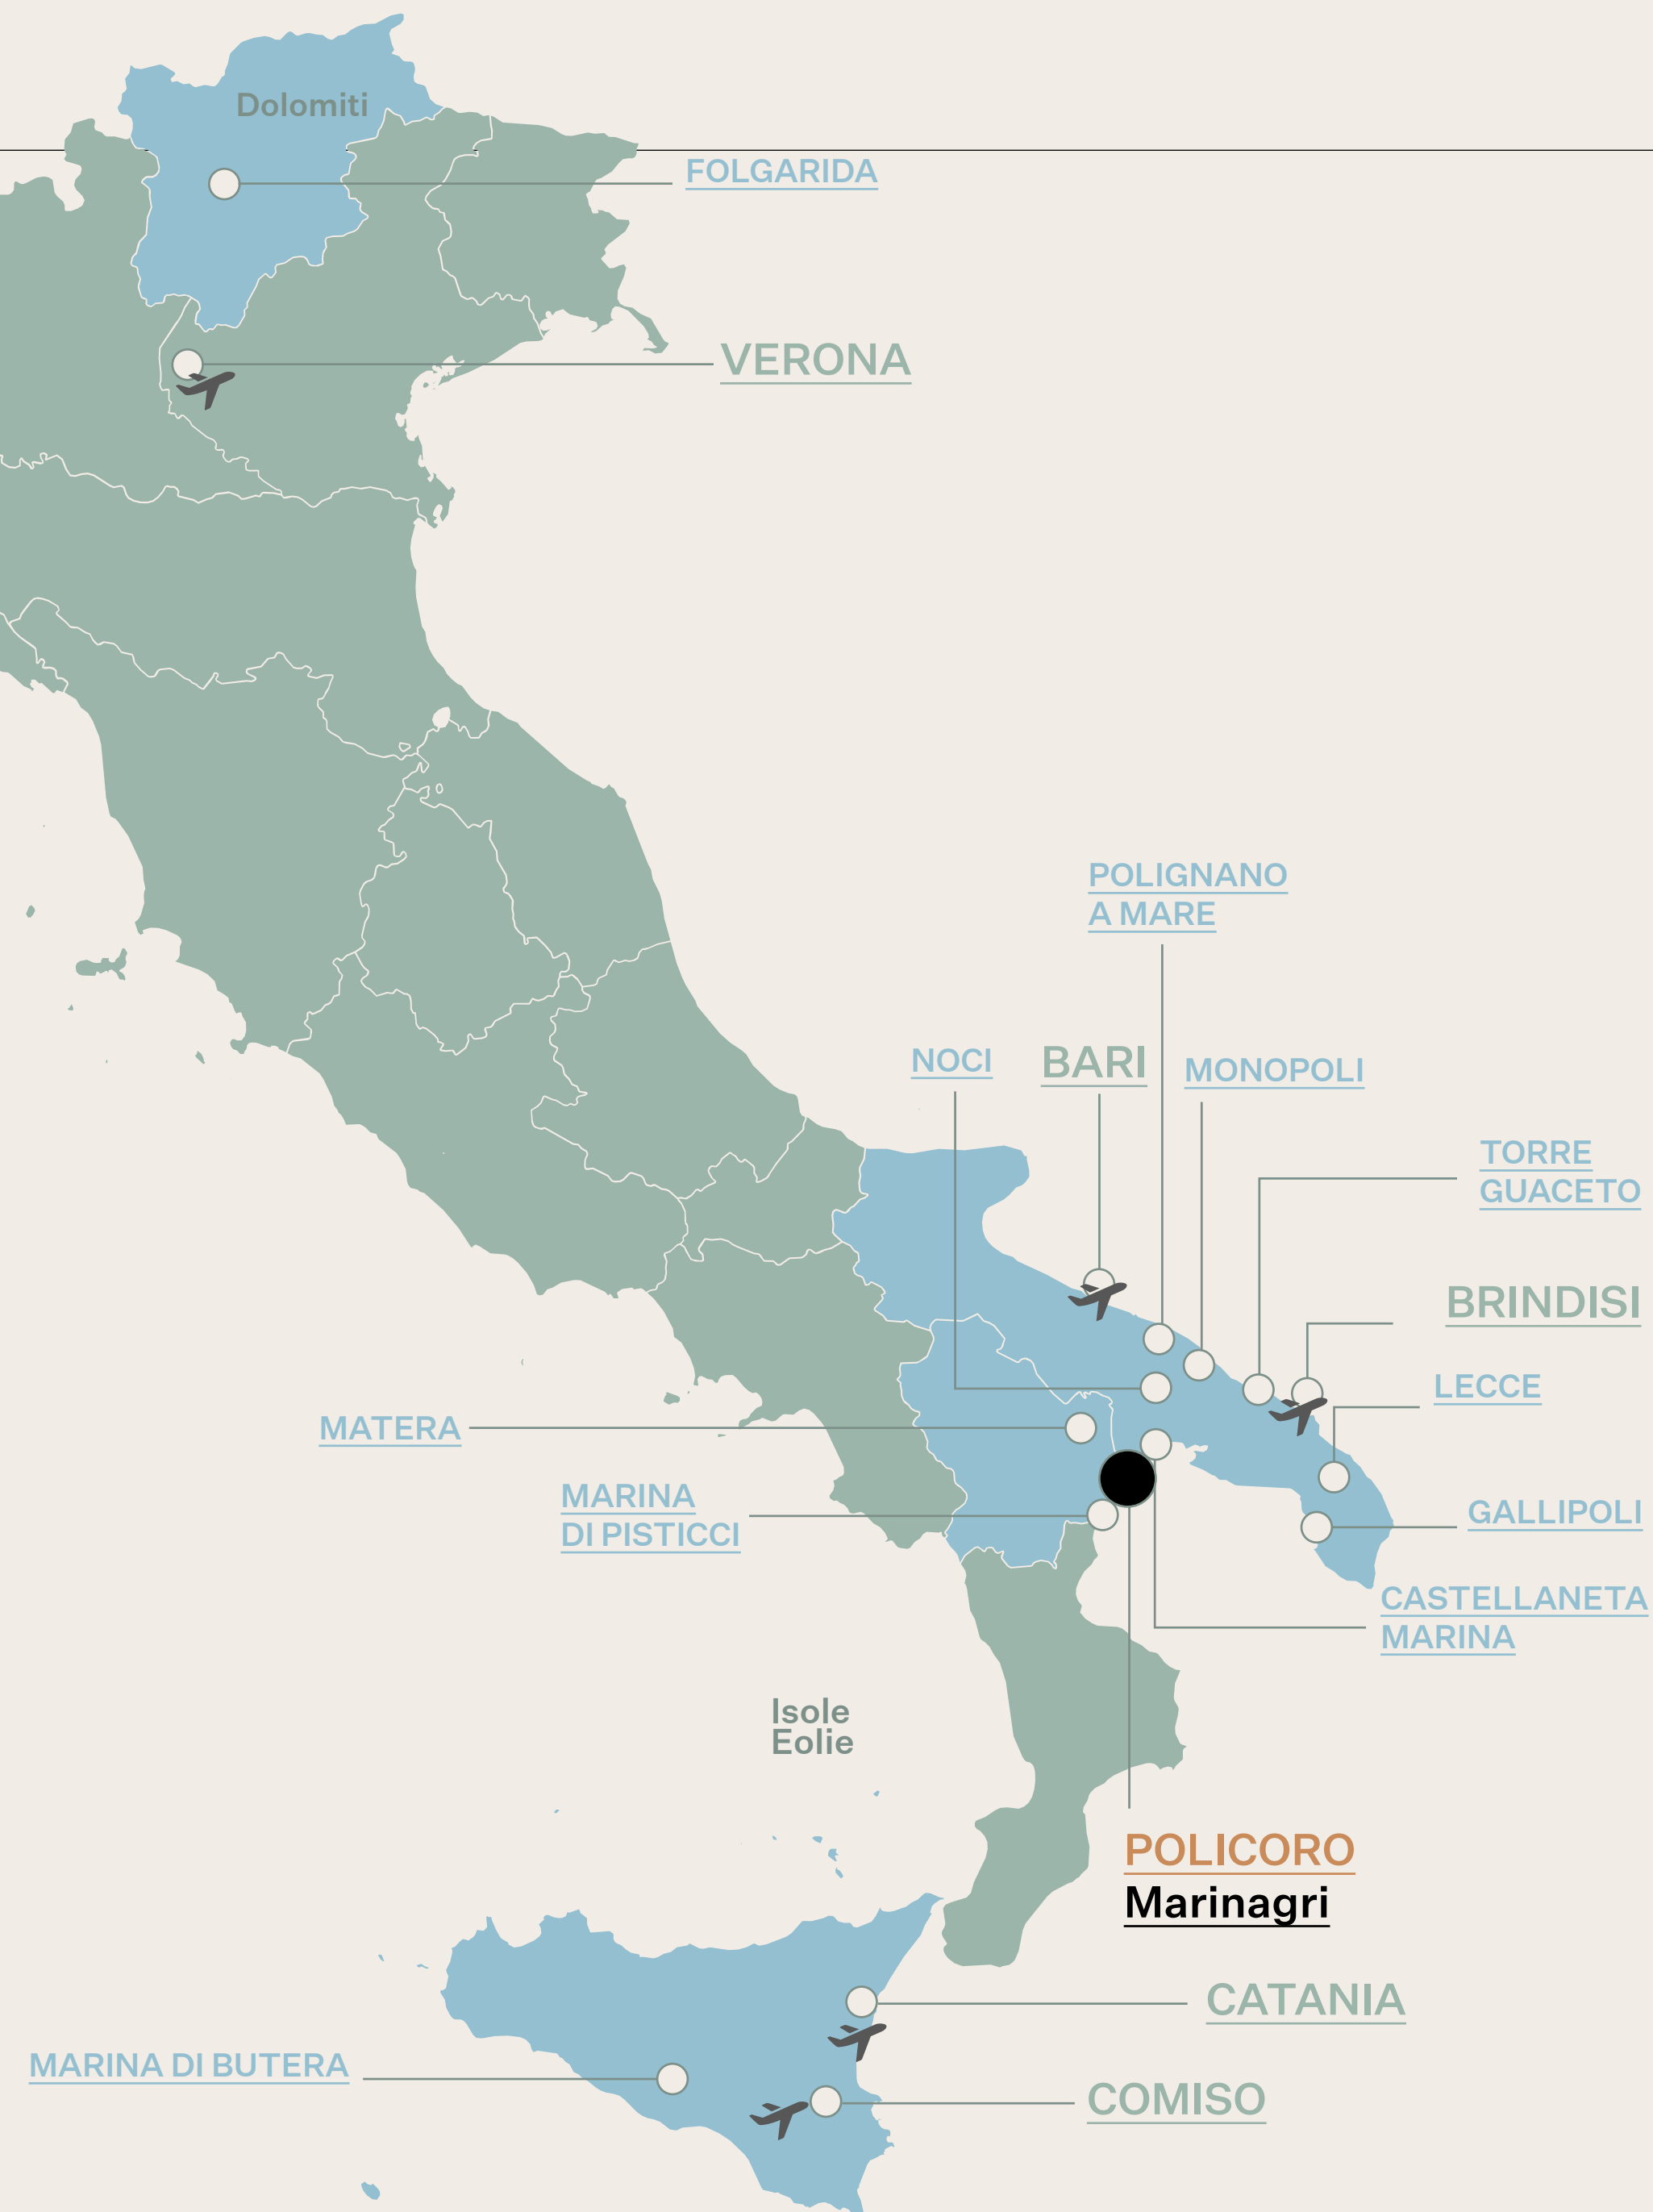 Dolomiti
FOLGARIDA
VERONA
POLIGNANO
A MARE
NOCI
BARI
MONOPOLI
TORRE
GUACETO
BRINDISI
LECCE
MATERA
MARINA
DI PISTICCI
GALLIPOLI
CASTELLANETA
MARINA
Isole
Eolie
POLICORO
Marinagri
CATANIA
MARINA DI BUTERA
COMISO